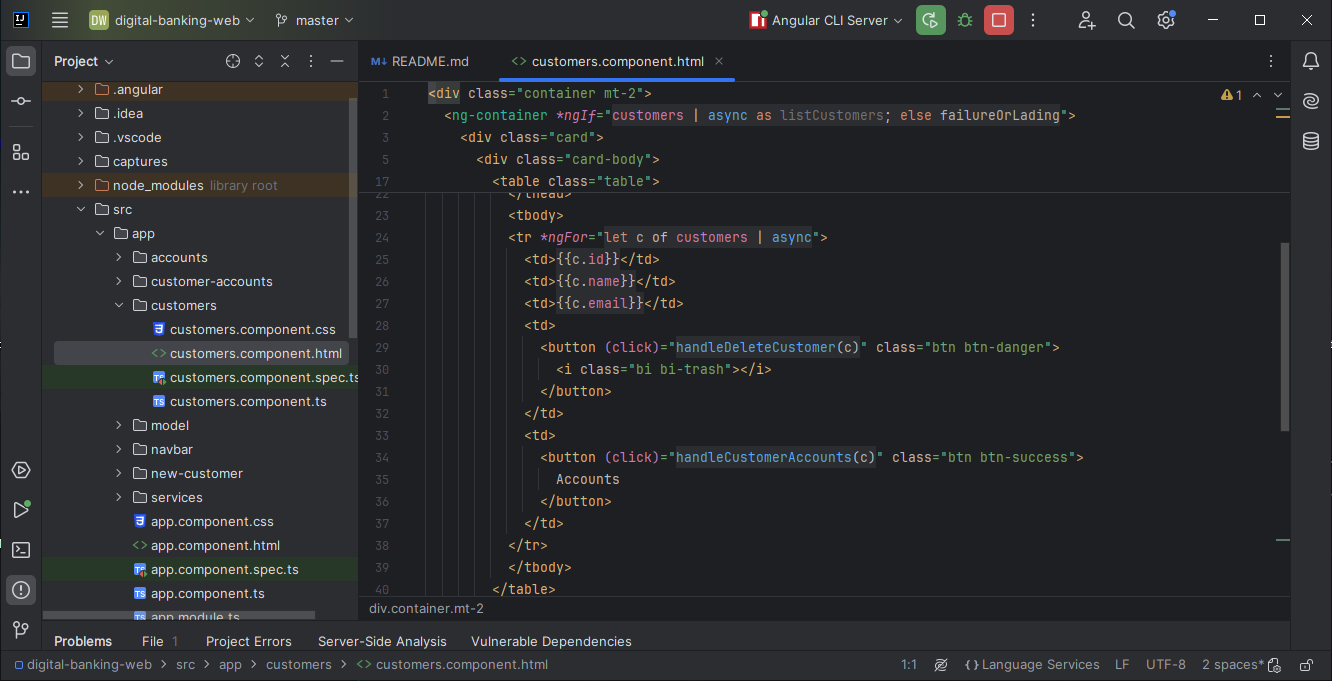 DW digital-banking-web master Angular CLI Server
Project
.angular
.idea
.vscode
captures
node_modules library root
src
app
accounts
customer-accounts
customers
customers.component.css
customers.component.html
customers.component.spec.ts
customers.component.ts
model
navbar
new-customer
services
app.component.css
app.component.html
app.component.spec.ts
app.component.ts
app.module.ts
README.md customers.component.html
1 <div class="container mt-2">
2 <ng-container *ngIf="customers | async as listCustomers; else failureOrLading">
3 <div class="card">
5 <div class="card-body">
17 <table class="table">
22 </thead>
23 <tbody>
24 <tr *ngFor="let c of customers | async">
25 <td>{{c.id}}</td>
26 <td>{{c.name}}</td>
27 <td>{{c.email}}</td>
28 <td>
29 <button (click)="handleDeleteCustomer(c)" class="btn btn-danger">
30 <i class="bi bi-trash"></i>
31 </button>
32 </td>
33 <td>
34 <button (click)="handleCustomerAccounts(c)" class="btn btn-success">
35 Accounts
36 </button>
37 </td>
38 </tr>
39 </tbody>
40 </table>
1
div.container.mt-2
Problems File 1 Project Errors Server-Side Analysis Vulnerable Dependencies
digital-banking-web > src > app > customers > <> customers.component.html 1:1 {} Language Services LF UTF-8 2 spaces*